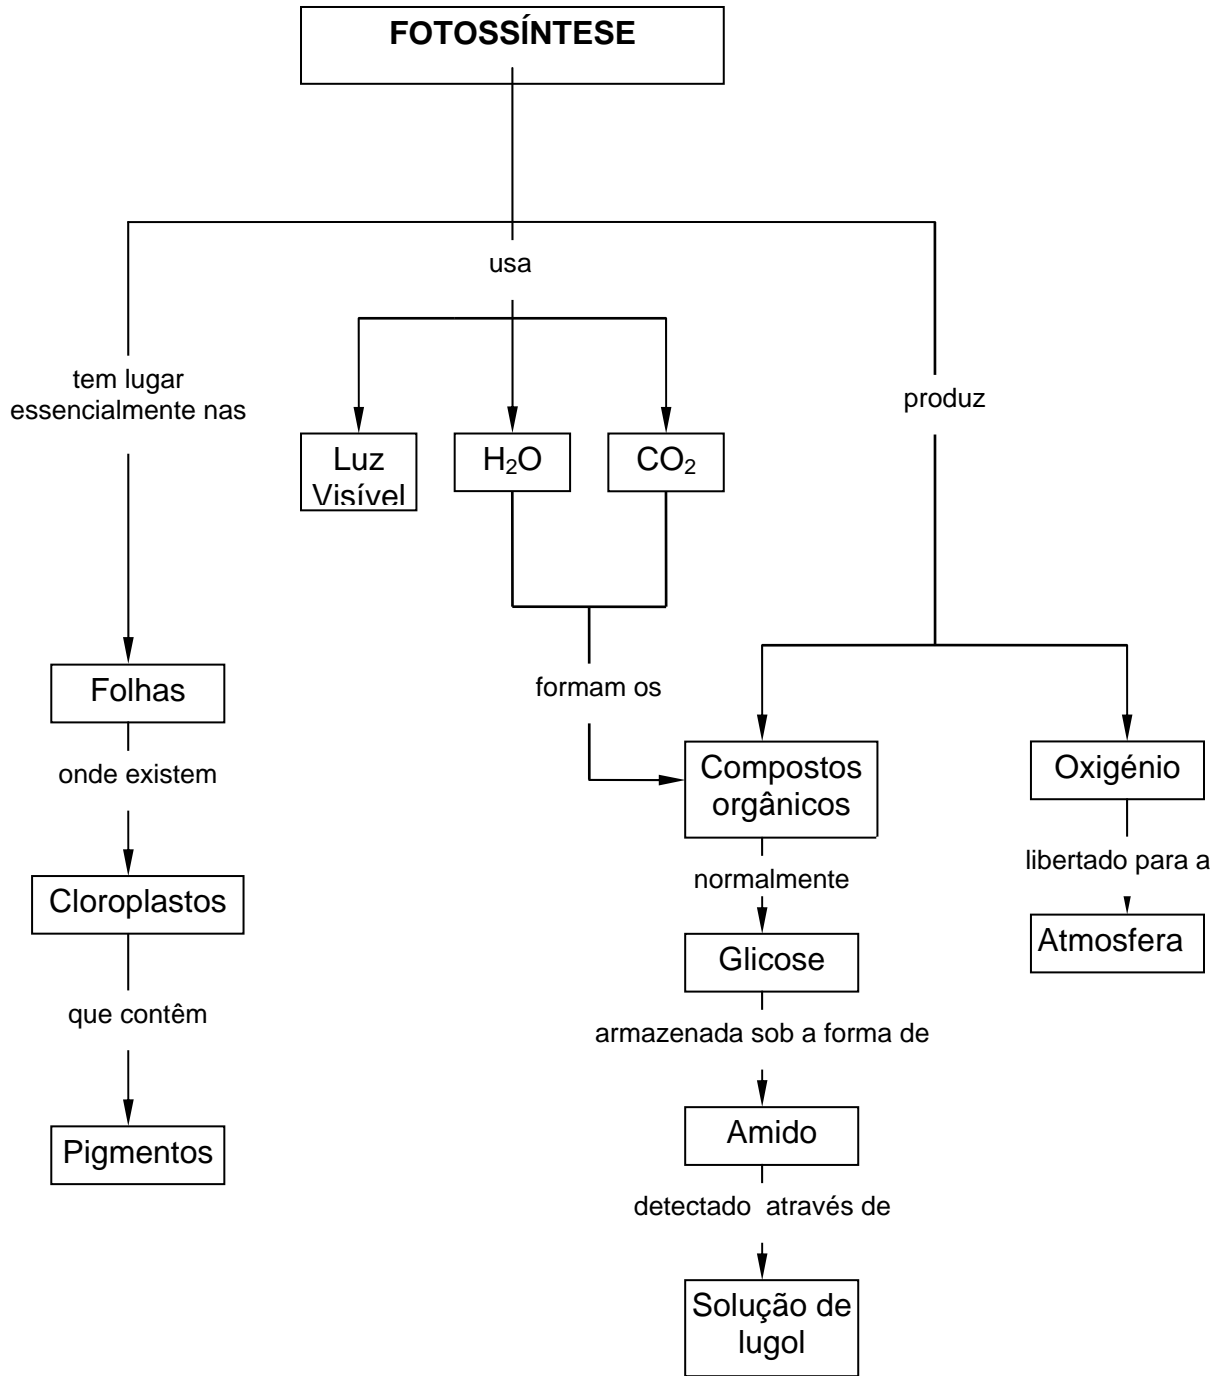 FOTOSSÍNTESE
usa
tem lugar
essencialmente nas
produz
Luz
Visível
H₂O
CO₂
Folhas
formam os
onde existem
Compostos
orgânicos
Oxigénio
libertado para a
normalmente
Cloroplastos
Atmosfera
Glicose
que contêm
armazenada sob a forma de
Amido
Pigmentos
detectado através de
Solução de
lugol